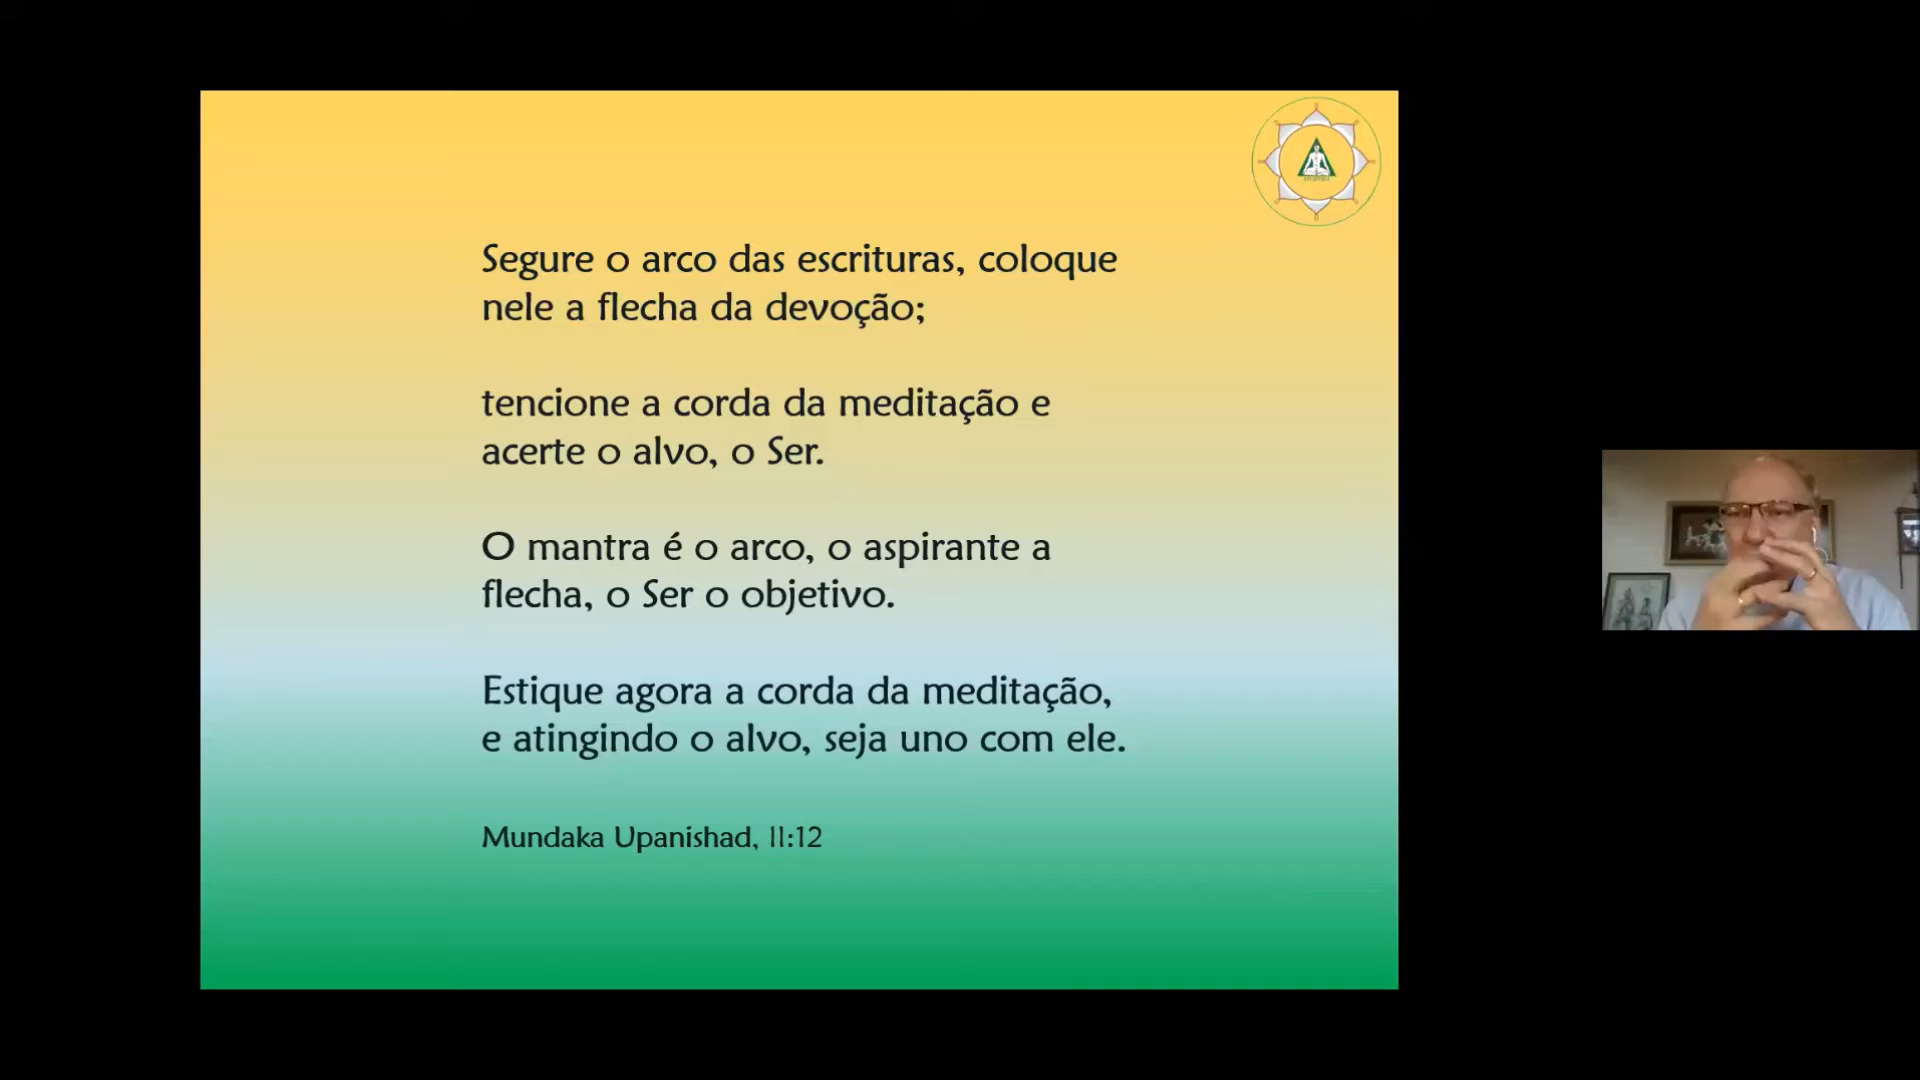 Segure o arco das escrituras, coloque
nele a flecha da devoção;
tencione a corda da meditação e
acerte o alvo, o Ser.
O mantra é o arco, o aspirante a
flecha, o Ser o objetivo.
Estique agora a corda da meditação,
e atingindo o alvo, seja uno com ele.
Mundaka Upanishad, II:12